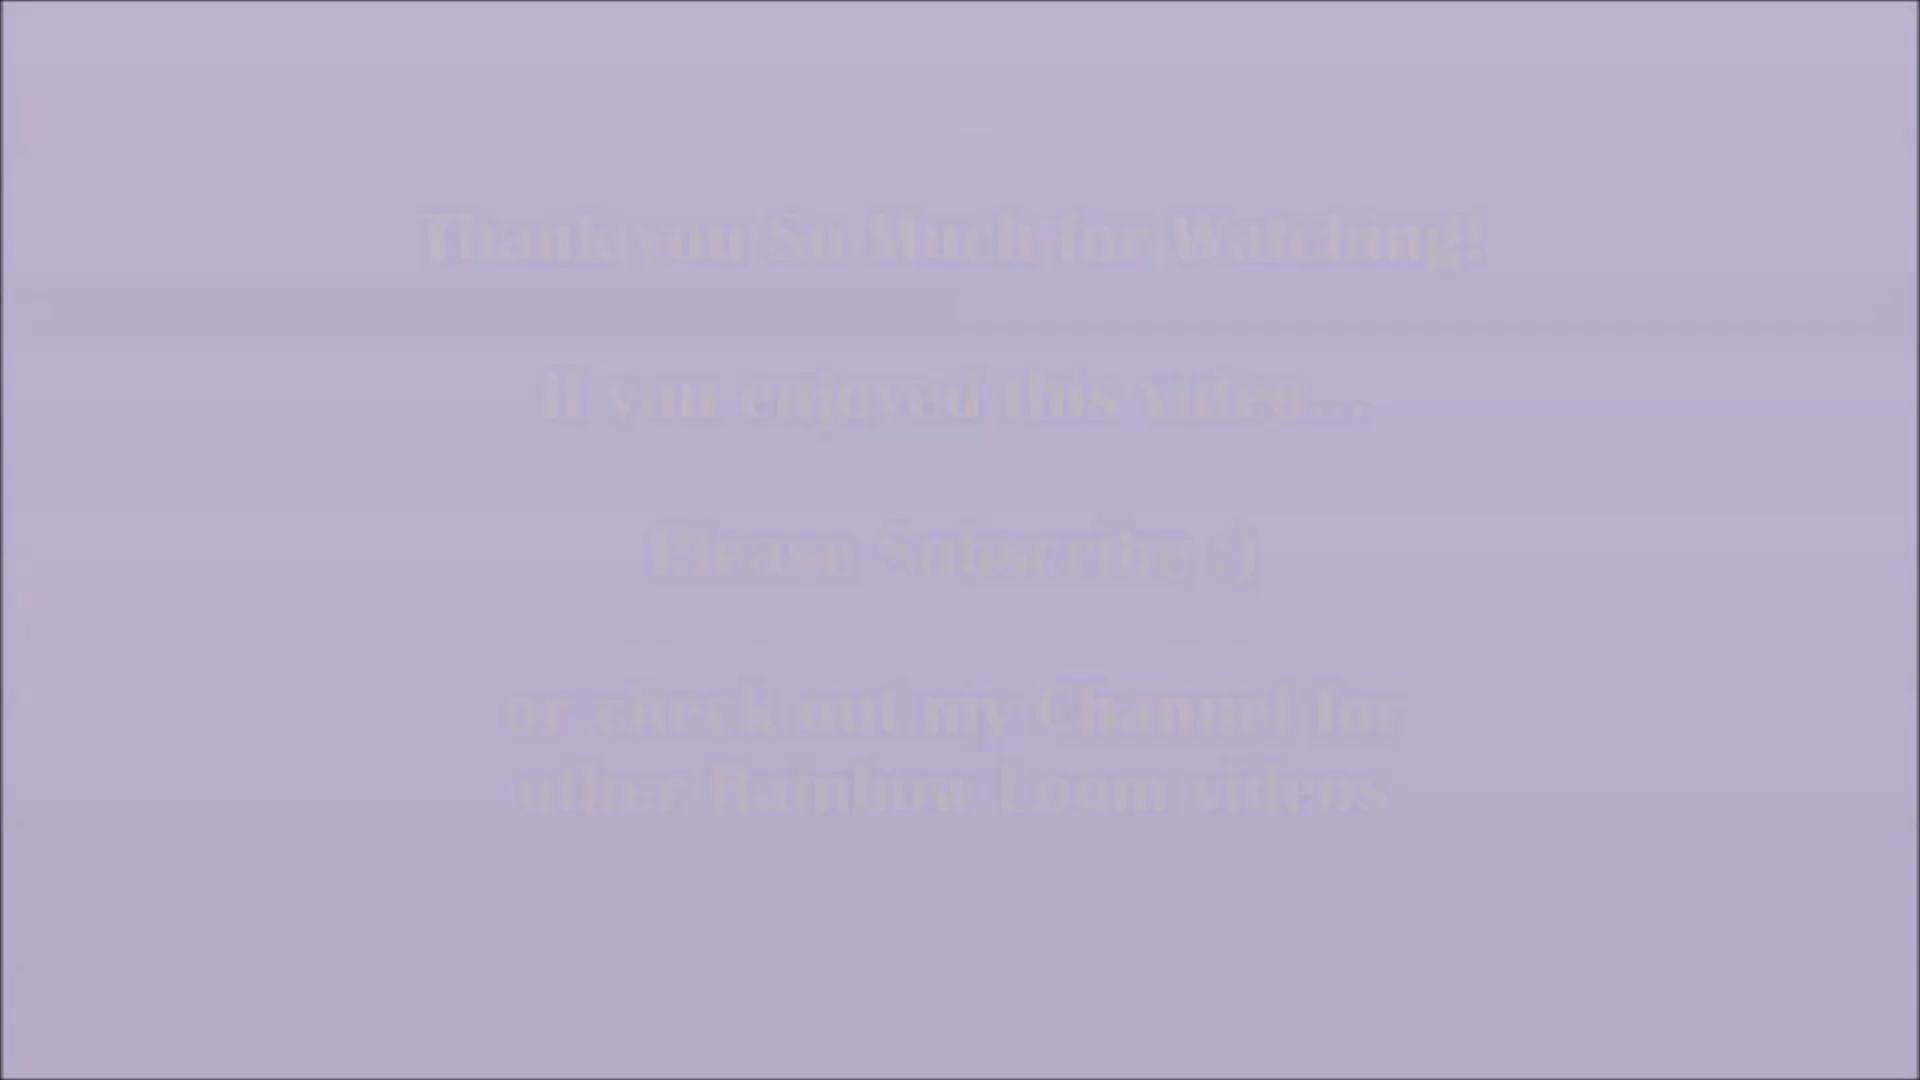 Thank you So Much for Watching!
If you enjoyed this video...
Please Subscribe :)
or check out my Channel for
other Rainbow Loom videos